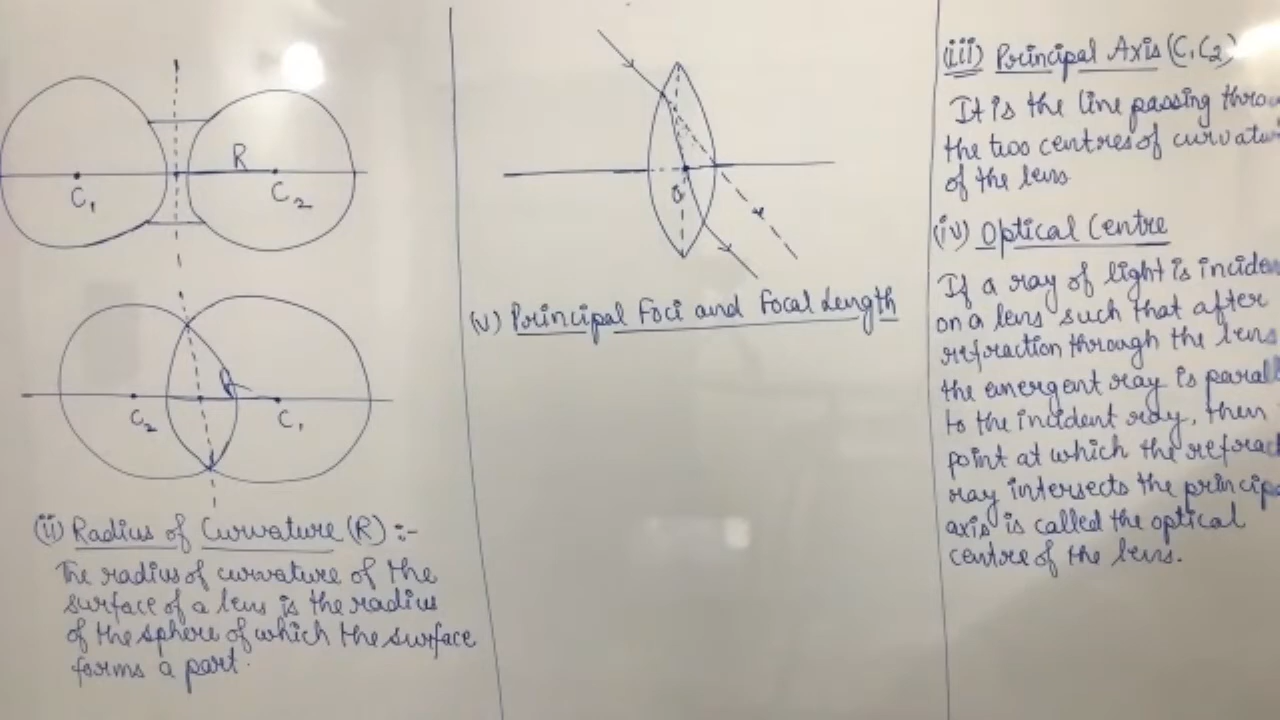 R
C₁
C₂
R
C₂
C₁
(ii) Radius of Curvature (R) :-
The radius of curvature of the
surface of a lens is the radius
of the sphere of which the surface
forms a part.
O
(v) Principal Foci and Focal Length
(iii) Principal Axis (C₁C₂)
It is the line passing throu
the two centres of curvatu
of the lens
(iv) Optical Centre
If a ray of light is inciden
on a lens such that after
refraction through the lens
the emergent ray is parall
to the incident ray, then
point at which the refrac
ray intersects the princip
axis is called the optical
centre of the lens.